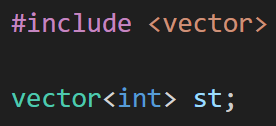 #include <vector>
vector<int> st;